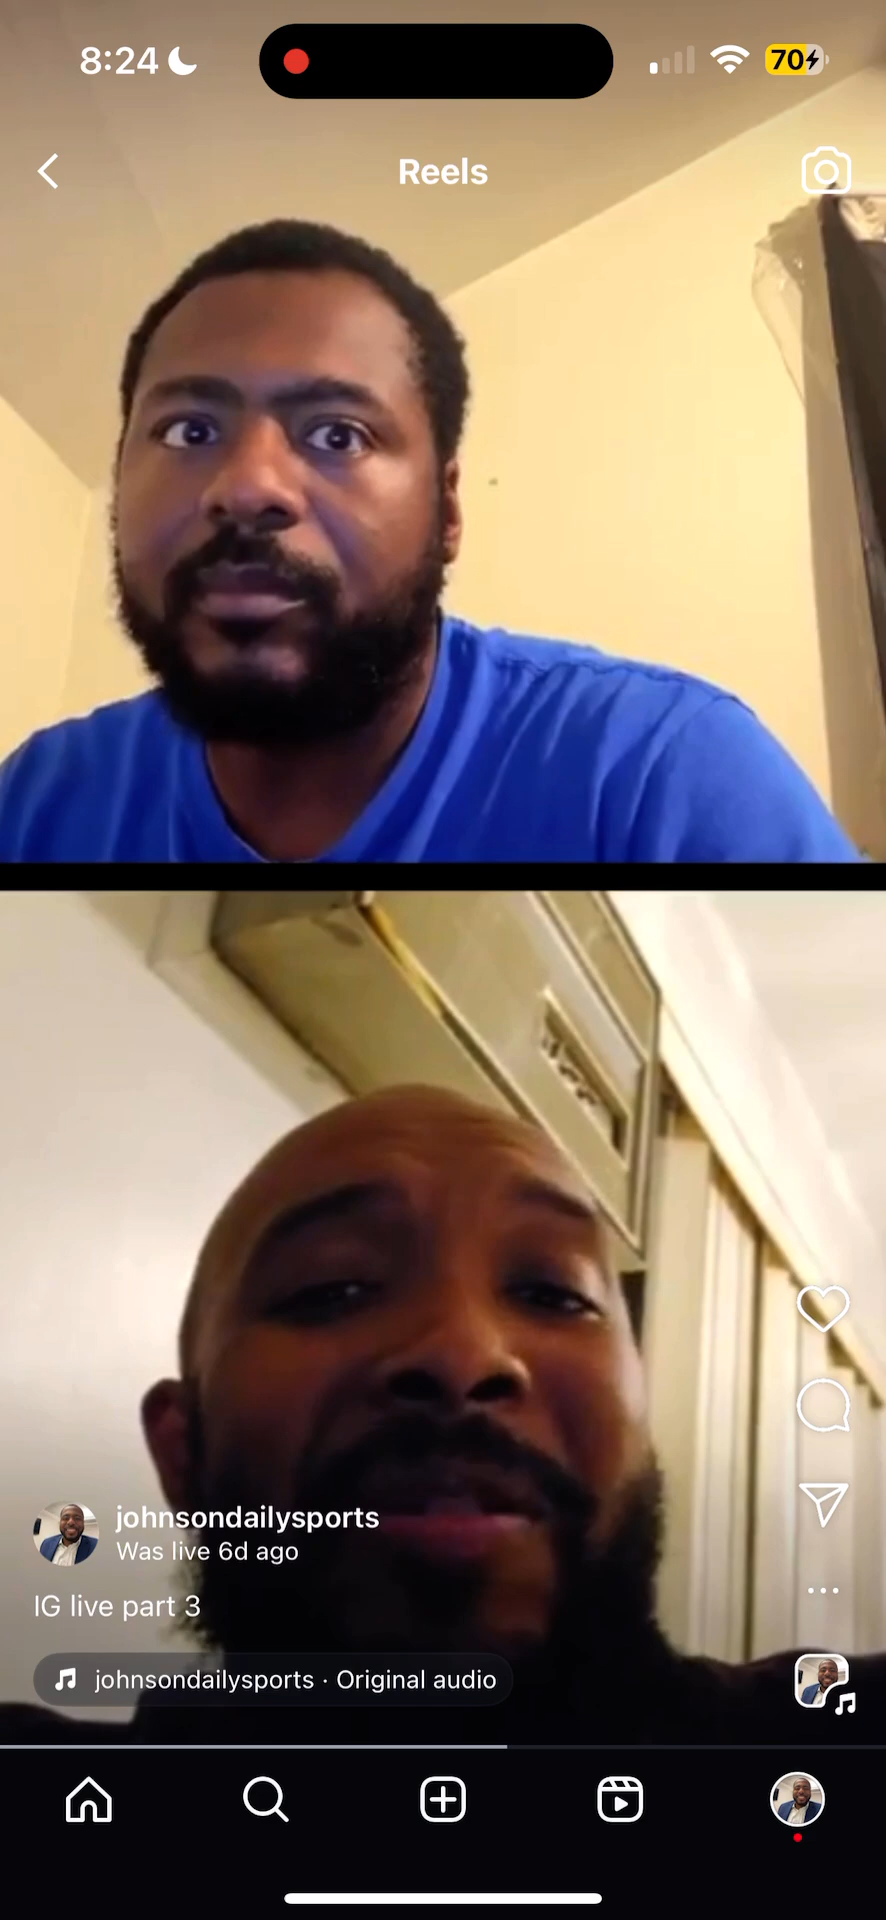 8:24
70
Reels
johnsondailysports
Was live 6d ago
IG live part 3
johnsondailysports · Original audio